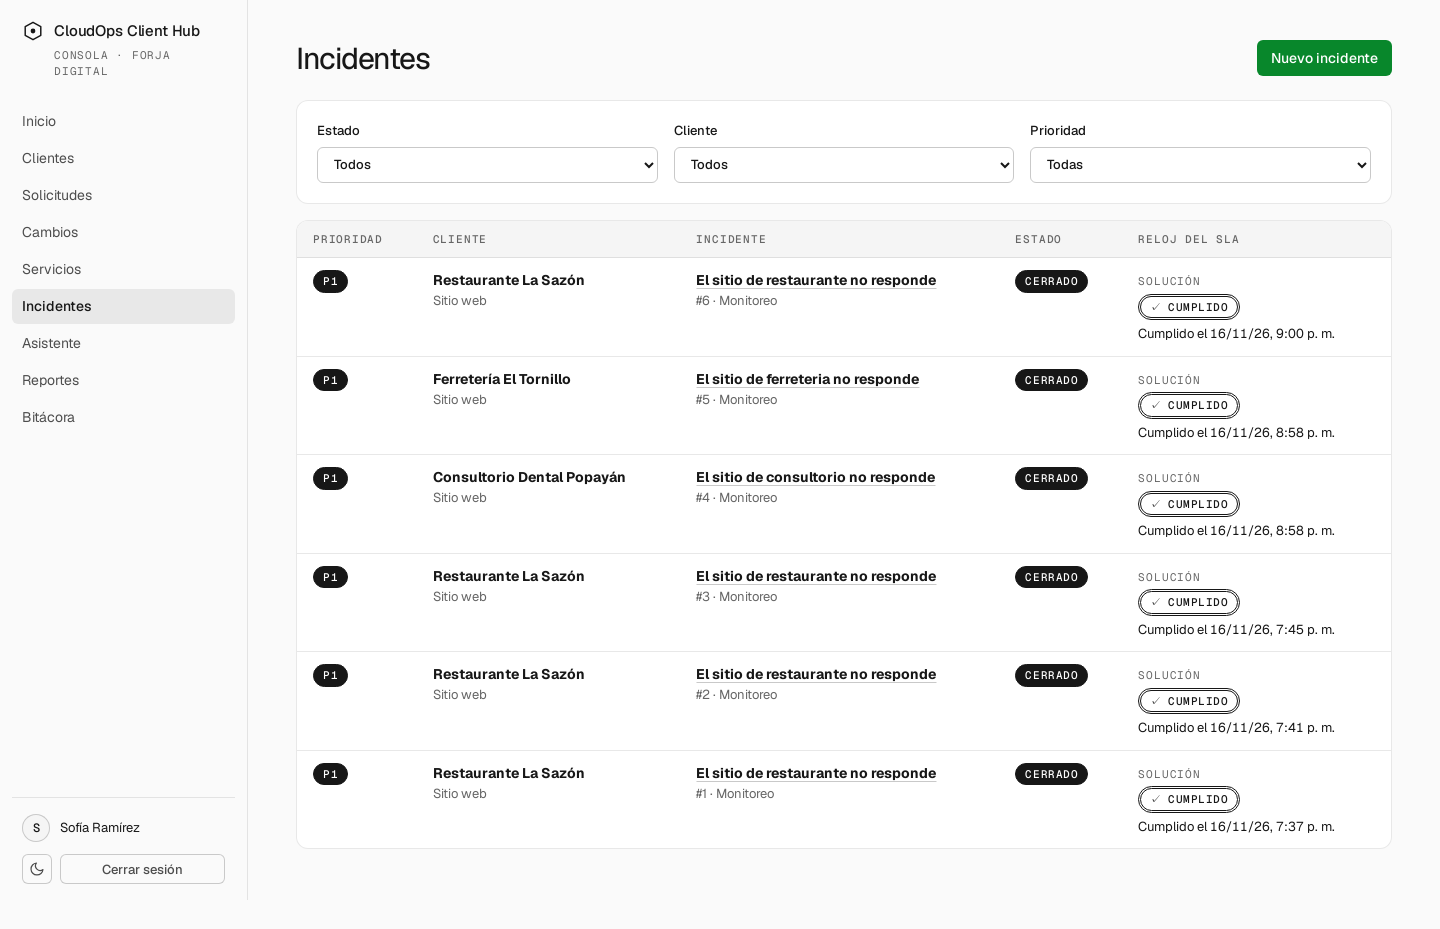 CloudOps Client Hub
CONSOLA · FORJA
DIGITAL
Inicio
Clientes
Solicitudes
Cambios
Servicios
Incidentes
Asistente
Reportes
Bitácora
S
Sofía Ramírez
Cerrar sesión
Incidentes
Nuevo incidente
Estado
Cliente
Prioridad
Todos
Todos
Todas
PRIORIDAD
CLIENTE
INCIDENTE
ESTADO
RELOJ DEL SLA
P1
Restaurante La Sazón
Sitio web
El sitio de restaurante no responde
#6 · Monitoreo
CERRADO
SOLUCIÓN
✓ CUMPLIDO
Cumplido el 16/11/26, 9:00 p. m.
P1
Ferretería El Tornillo
Sitio web
El sitio de ferreteria no responde
#5 · Monitoreo
CERRADO
SOLUCIÓN
✓ CUMPLIDO
Cumplido el 16/11/26, 8:58 p. m.
P1
Consultorio Dental Popayán
Sitio web
El sitio de consultorio no responde
#4 · Monitoreo
CERRADO
SOLUCIÓN
✓ CUMPLIDO
Cumplido el 16/11/26, 8:58 p. m.
P1
Restaurante La Sazón
Sitio web
El sitio de restaurante no responde
#3 · Monitoreo
CERRADO
SOLUCIÓN
✓ CUMPLIDO
Cumplido el 16/11/26, 7:45 p. m.
P1
Restaurante La Sazón
Sitio web
El sitio de restaurante no responde
#2 · Monitoreo
CERRADO
SOLUCIÓN
✓ CUMPLIDO
Cumplido el 16/11/26, 7:41 p. m.
P1
Restaurante La Sazón
Sitio web
El sitio de restaurante no responde
#1 · Monitoreo
CERRADO
SOLUCIÓN
✓ CUMPLIDO
Cumplido el 16/11/26, 7:37 p. m.